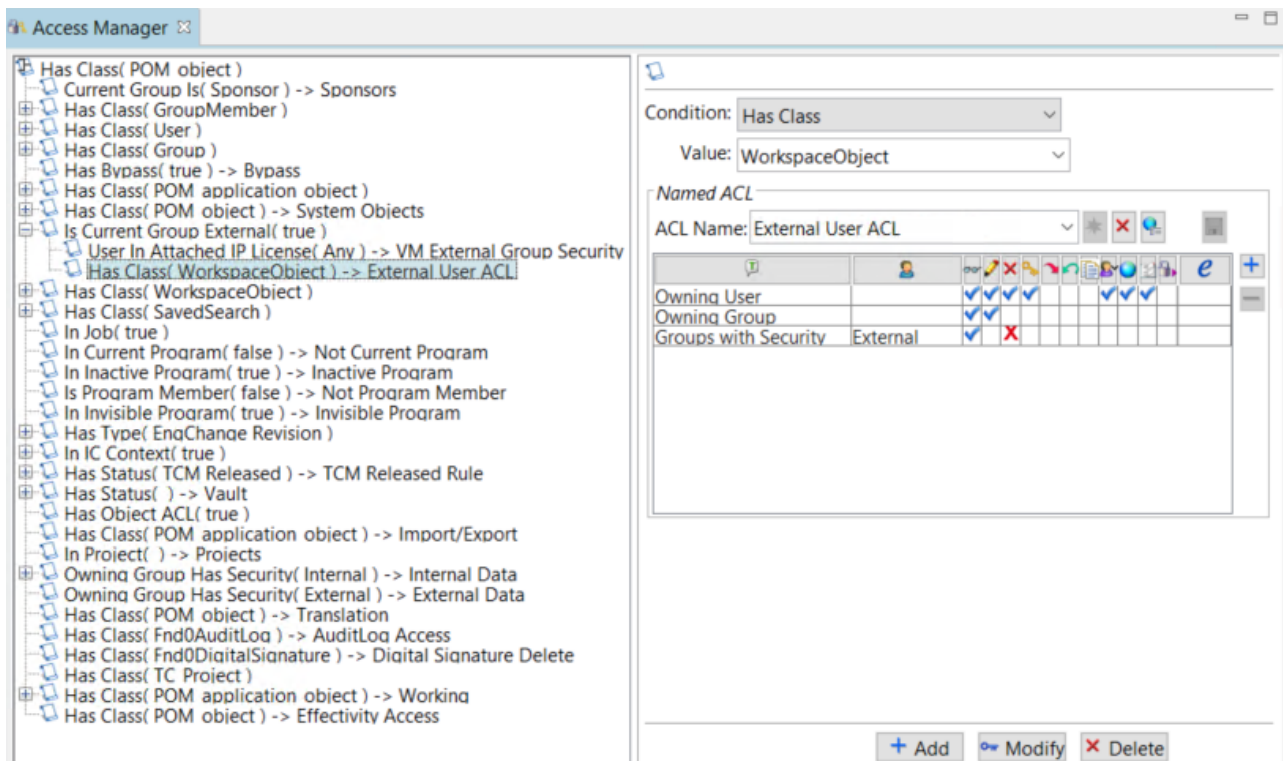 Access Manager
Has Class( POM object )
Current Group Is( Sponsor ) -> Sponsors
Has Class( GroupMember )
Has Class( User )
Has Class( Group )
Has Bypass( true ) -> Bypass
Has Class( POM application object )
Has Class( POM object ) -> System Objects
Is Current Group External( true )
User In Attached IP License( Any ) -> VM External Group Security
Has Class( WorkspaceObject ) -> External User ACL
Has Class( WorkspaceObject )
Has Class( SavedSearch )
In Job( true )
In Current Program( false ) -> Not Current Program
In Inactive Program( true ) -> Inactive Program
Is Program Member( false ) -> Not Program Member
In Invisible Program( true ) -> Invisible Program
Has Type( EngChange Revision )
In IC Context( true )
Has Status( TCM Released ) -> TCM Released Rule
Has Status( ) -> Vault
Has Object ACL( true )
Has Class( POM application object ) -> Import/Export
In Project( ) -> Projects
Owning Group Has Security( Internal ) -> Internal Data
Owning Group Has Security( External ) -> External Data
Has Class( POM object ) -> Translation
Has Class( Fnd0AuditLog ) -> AuditLog Access
Has Class( Fnd0DigitalSignature ) -> Digital Signature Delete
Has Class( TC Project )
Has Class( POM application object ) -> Working
Has Class( POM object ) -> Effectivity Access
Condition: Has Class
Value: WorkspaceObject
Named ACL
ACL Name: External User ACL
Owning User
Owning Group
Groups with Security External
Add Modify Delete